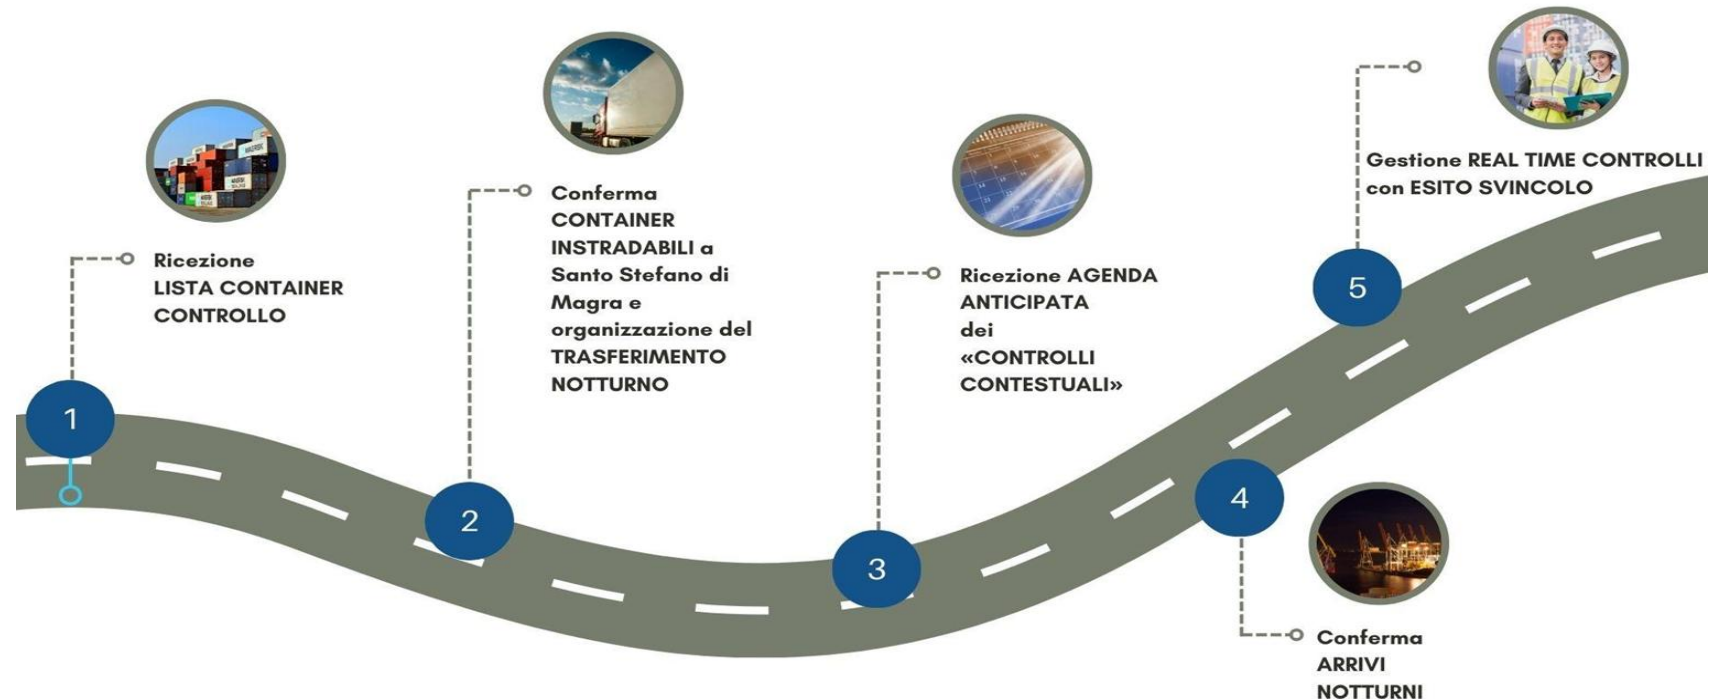 1
Ricezione
LISTA CONTAINER
CONTROLLO
2
Conferma
CONTAINER
INSTRADABILI a
Santo Stefano di
Magra e
organizzazione del
TRASFERIMENTO
NOTTURNO
3
Ricezione AGENDA
ANTICIPATA
dei
«CONTROLLI
CONTESTUALI»
4
Conferma
ARRIVI
NOTTURNI
5
Gestione REAL TIME CONTROLLI
con ESITO SVINCOLO